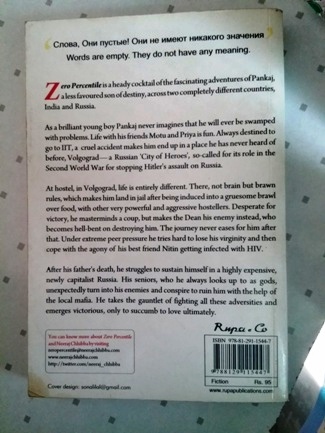 “ Слова, Они пустые! Они не имеют никакого значения ”
Words are empty. They do not have any meaning.
Zero Percentile is a heady cocktail of the fascinating adventures of Pankaj,
a less favoured son of destiny, across two completely different countries,
India and Russia.
As a brilliant young boy Pankaj never imagines that he will ever be swamped
with problems. Life with his friends Motu and Priya is fun. Always destined to
go to IIT, a cruel accident makes him end up in a place he has never heard of
before, Volgograd— a Russian 'City of Heroes', so-called for its role in the
Second World War for stopping Hitler's assault on Russia.
At hostel, in Volgograd, life is entirely different. There, not brain but brawn
rules, which makes him land in jail after being induced into a gruesome brawl
over food, with other very powerful and aggressive hostellers. Desperate for
victory, he masterminds a coup, but makes the Dean his enemy instead, who
becomes hell-bent on destroying him. The journey never eases for him after
that. Under extreme peer pressure he tries hard to lose his virginity and then
cope with the agony of his best friend Nitin getting infected with HIV.
After his father's death, he struggles to sustain himself in a highly expensive,
newly capitalist Russia. His seniors, who he always looks up to as gods,
unexpectedly turn into his enemies and conspire to ruin him with the help of
the local mafia. He takes the gauntlet of fighting all these adversities and
emerges victorious, only to succumb to love ultimately.
You can know more about Zero Percentile
and Neeraj Chhibba by visiting
zeropercentile@neerajchhibba.com
www.neerajchhibba.com
http://twitter.com/neerajchhibba
Cover design: sonalilal@gmail.com
Rupa & Co
ISBN 978-81-291-1544-7
9 788129 115447
Fiction Rs. 95
www.rupapublications.com